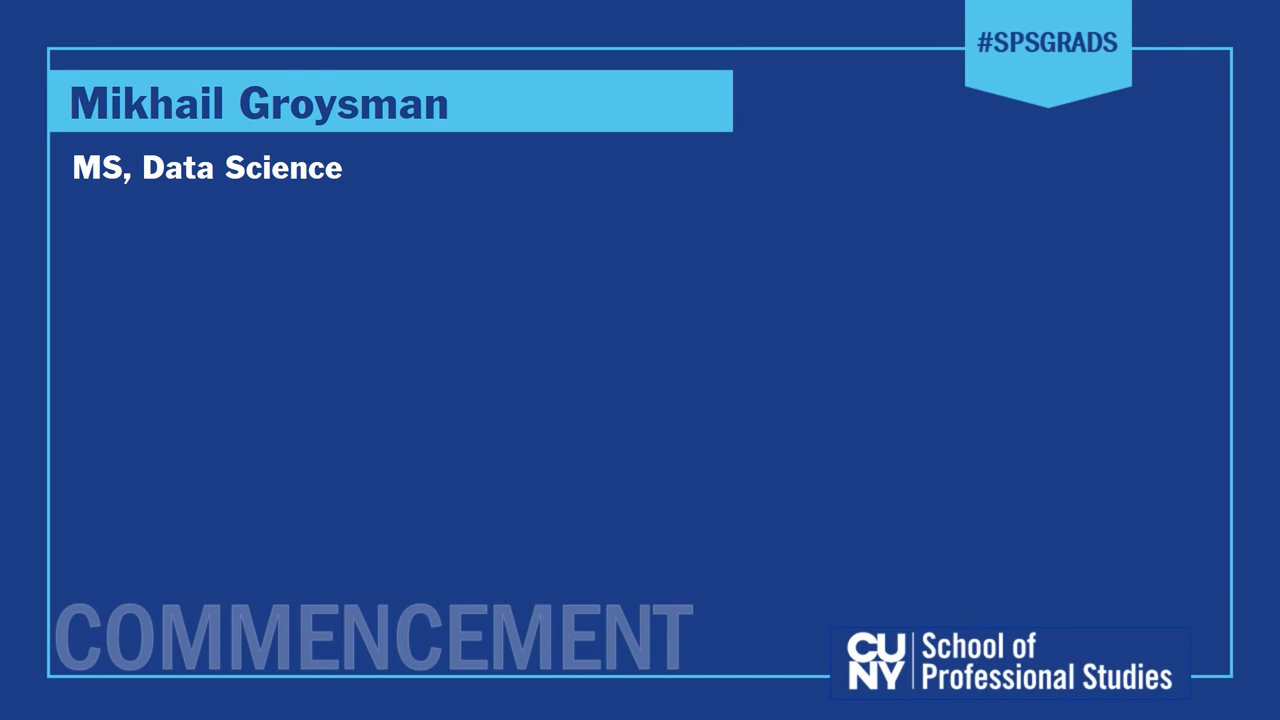 #SPSGRADS
Mikhail Groysman
MS, Data Science
COMMENCEMENT
CUNY
School of
Professional Studies